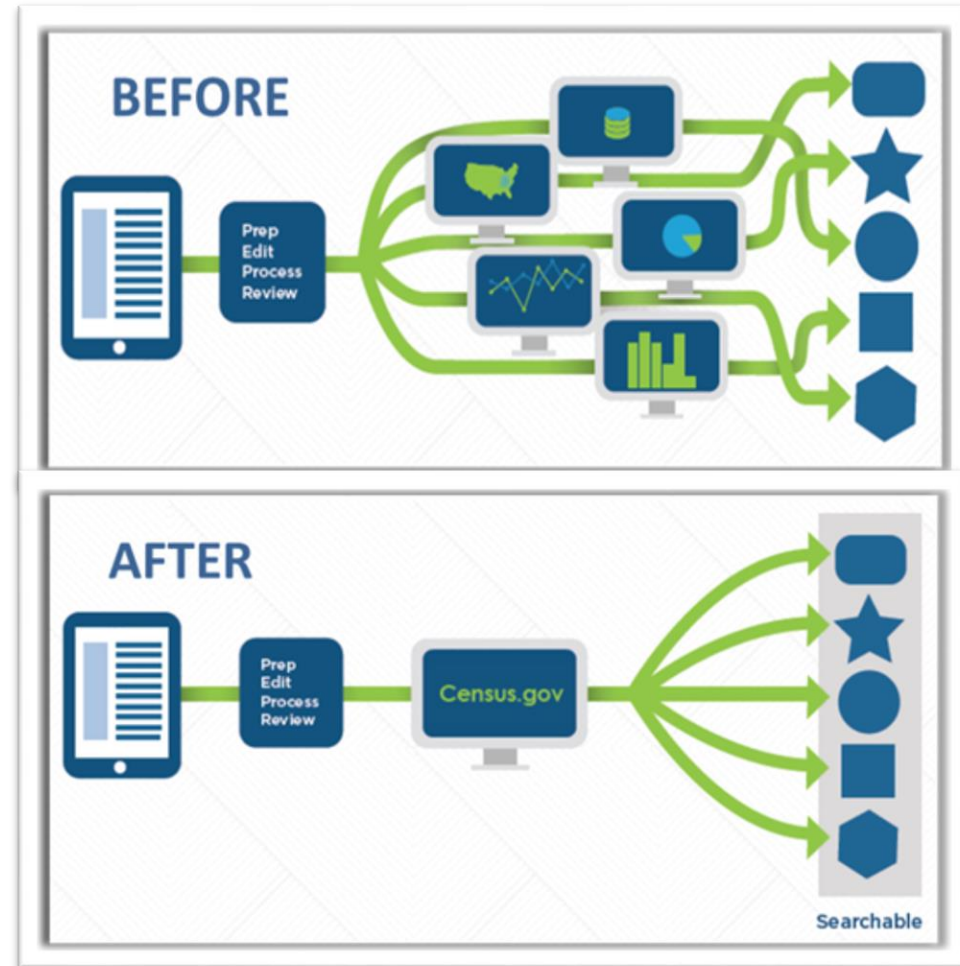 BEFORE
Prep
Edit
Process
Review
AFTER
Prep
Edit
Process
Review
Census.gov
Searchable